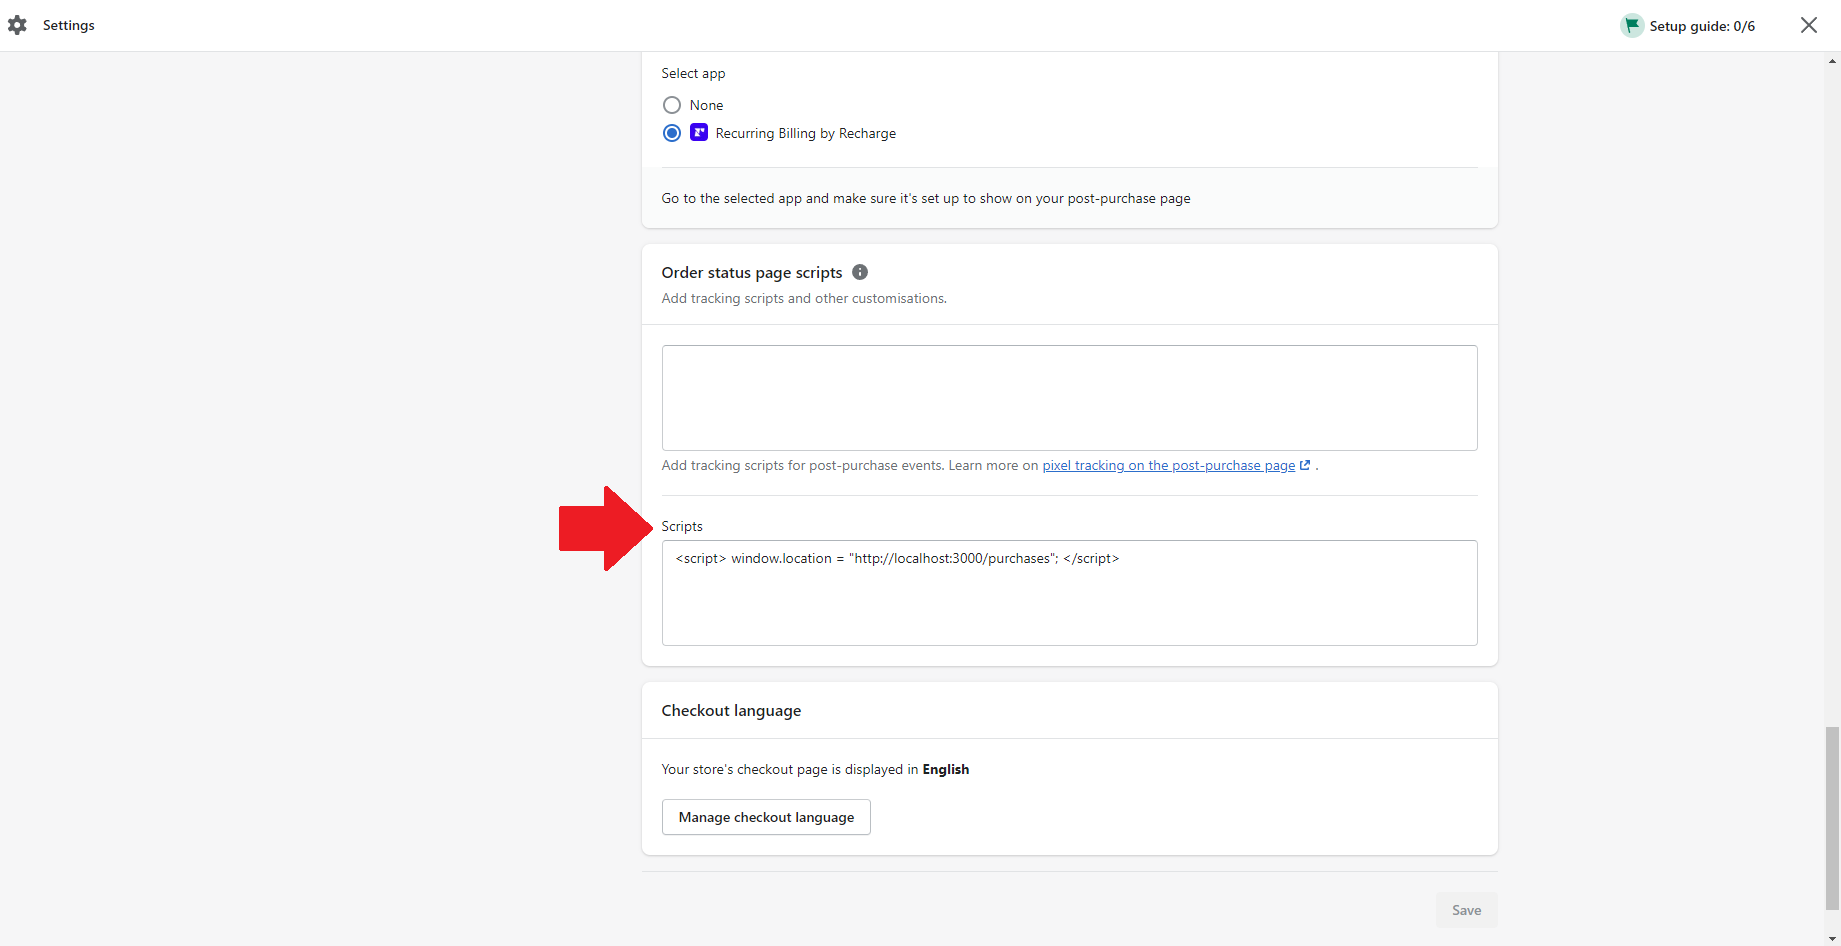 Settings
Setup guide: 0/6
Select app
None
Recurring Billing by Recharge
Go to the selected app and make sure it's set up to show on your post-purchase page
Order status page scripts
Add tracking scripts and other customisations.
Add tracking scripts for post-purchase events. Learn more on pixel tracking on the post-purchase page .
Scripts
<script> window.location = "http://localhost:3000/purchases"; </script>
Checkout language
Your store's checkout page is displayed in English
Manage checkout language
Save